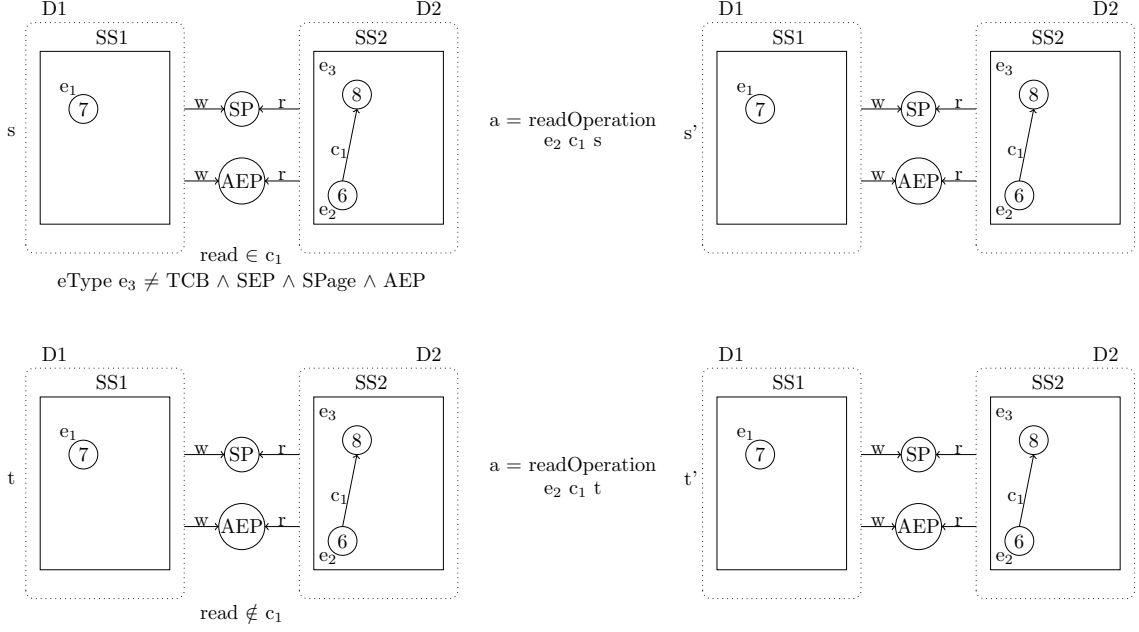 D1 D2
SS1 SS2
e₃
e₁ 8
7 w SP r
s
c₁
w AEP r
6
e₂
read ∈ c₁
eType e₃ ≠ TCB ∧ SEP ∧ SPage ∧ AEP
a = readOperation
e₂ c₁ s
D1 D2
SS1 SS2
e₃
e₁ 8
7 w SP r
s'
c₁
w AEP r
6
e₂
D1 D2
SS1 SS2
e₃
e₁ 8
7 w SP r
t
c₁
w AEP r
6
e₂
read ∉ c₁
a = readOperation
e₂ c₁ t
D1 D2
SS1 SS2
e₃
e₁ 8
7 w SP r
t'
c₁
w AEP r
6
e₂